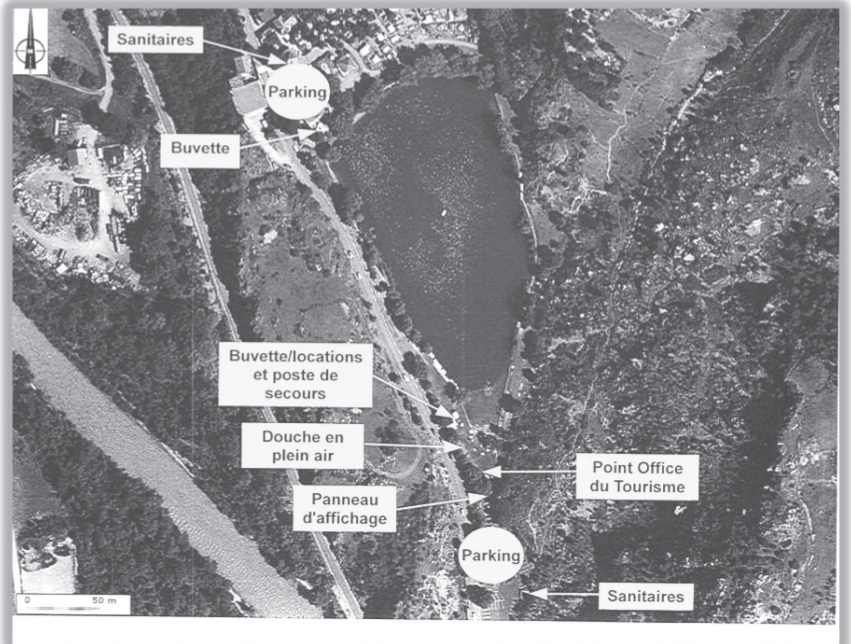 Sanitaires
Parking
Buvette
Buvette/locations
et poste de
secours
Douche en
plein air
Point Office
du Tourisme
Panneau
d'affichage
Parking
Sanitaires
0 50 m